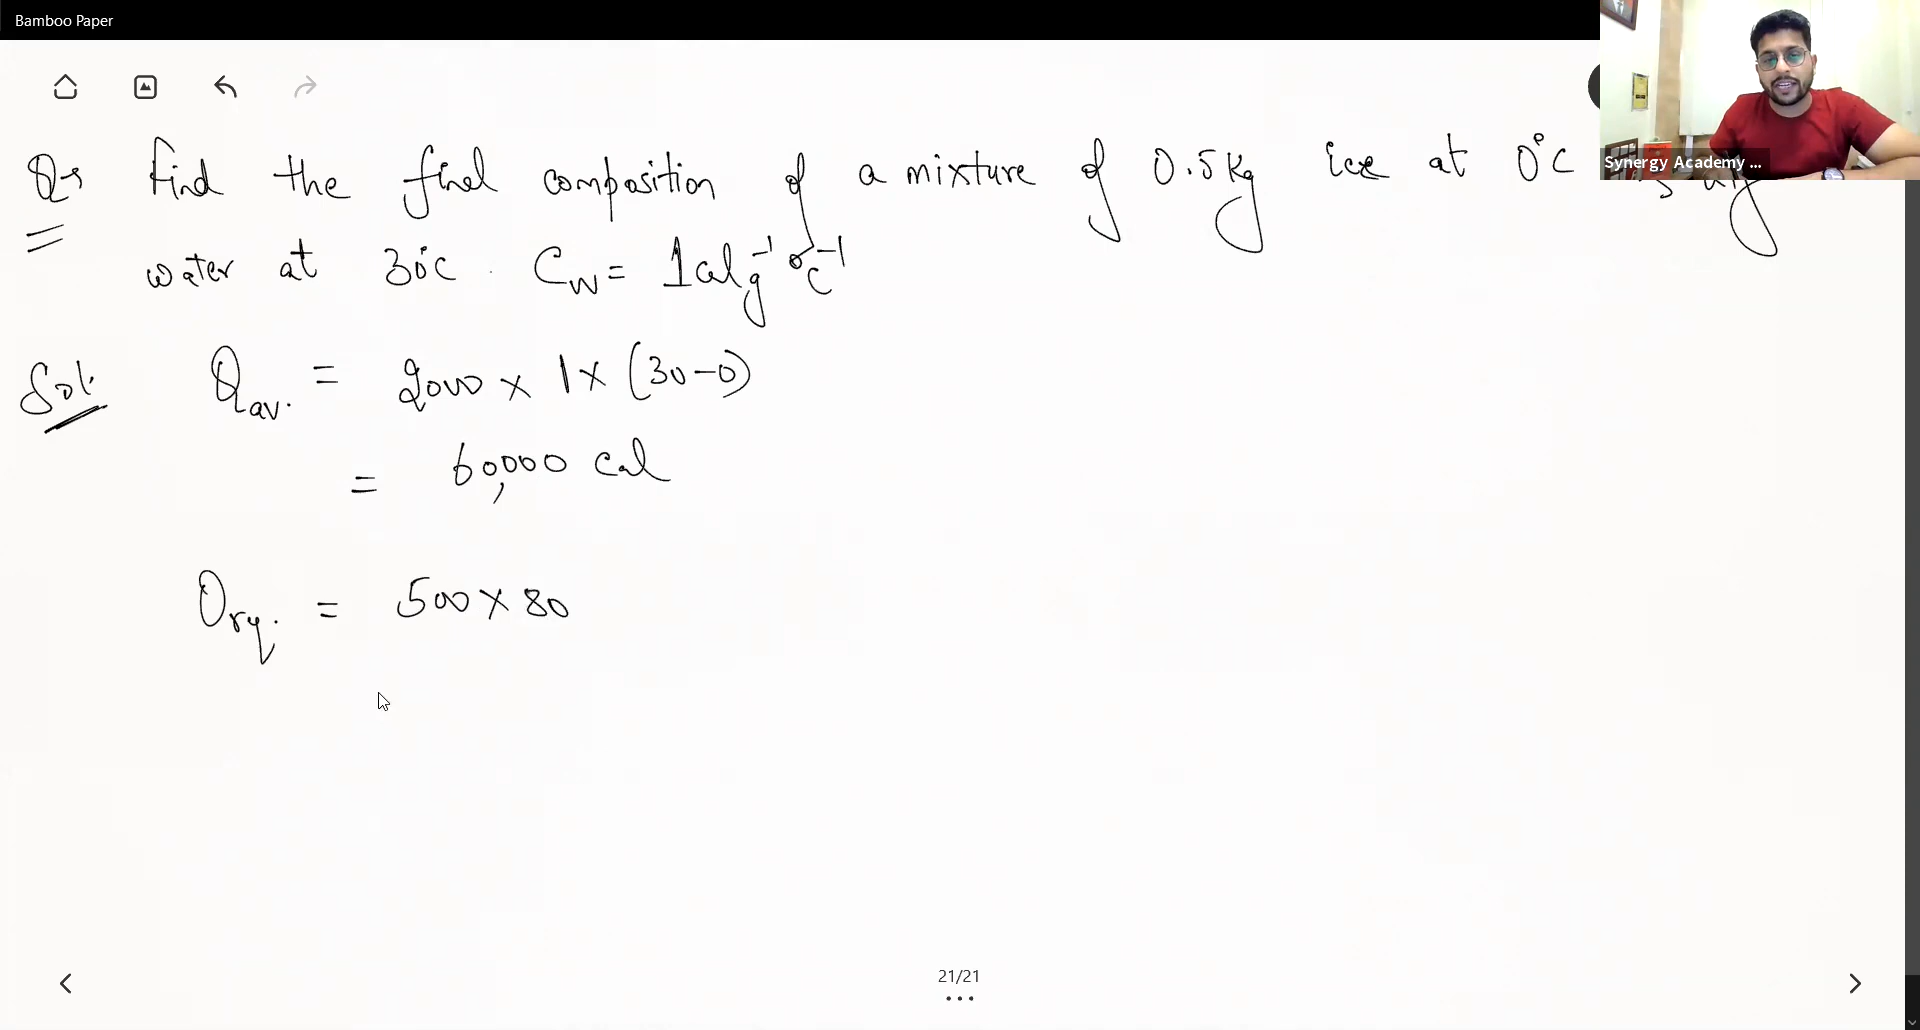 Bamboo Paper
Synergy Academy ...
Qs Find the final composition of a mixture of 0.5 Kg ice at 0°C
water at 30°C. Cw = 1 cal g⁻¹ °C⁻¹
Sol. Qav. = 2000 × 1 × (30-0)
= 60,000 cal
Qrq. = 500 × 80
21/21